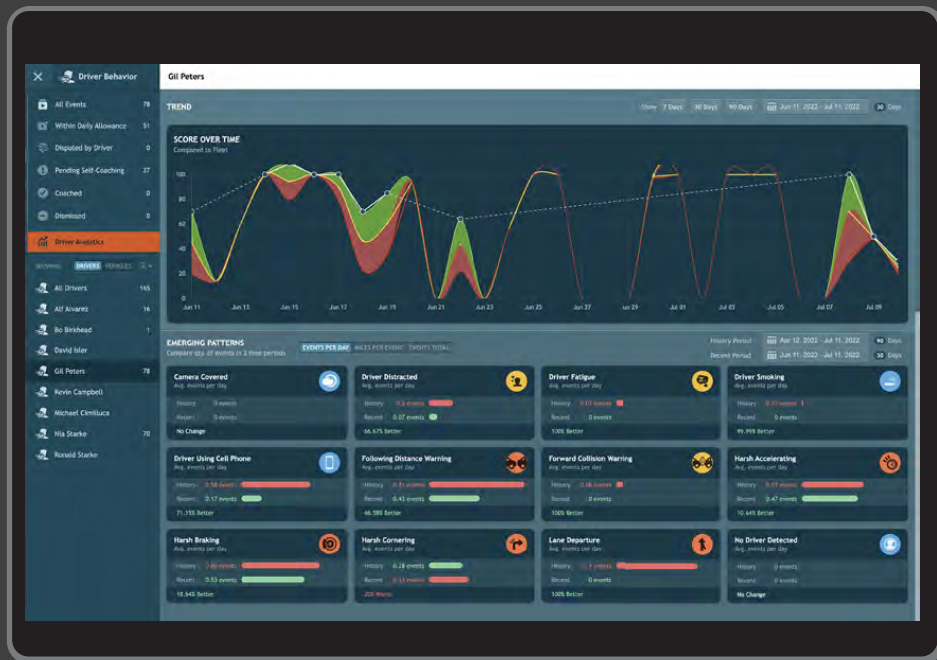 Driver Behavior
All Events 78
Within Daily Allowance 51
Disputed by Driver 0
Pending Self-Coaching 27
Coached 0
Dismissed 0
Driver Analytics
DRIVERS VEHICLES
All Drivers 165
Alf Alvarez 16
Bo Birkhead 1
David Isler
Gil Peters 78
Kevin Campbell
Michael Cimilluca
Nia Starke 70
Ronald Starke
Gil Peters
TREND
Show 7 Days 30 Days 90 Days Jun 11, 2022 - Jul 11, 2022 30 Days
SCORE OVER TIME
Compared to Fleet
100
80
60
40
20
0
Jun 11 Jun 13 Jun 15 Jun 17 Jun 19 Jun 21 Jun 23 Jun 25 Jun 27 Jun 29 Jul 01 Jul 03 Jul 05 Jul 07 Jul 09
EMERGING PATTERNS
Compare qty. of events in 2 time periods
EVENTS PER DAY MILES PER EVENT EVENTS TOTAL
History Period Apr 12, 2022 - Jul 11, 2022 90 Days
Recent Period Jun 11, 2022 - Jul 11, 2022 30 Days
Camera Covered
Avg. events per day
History 0 events
Recent 0 events
No Change
Driver Distracted
Avg. events per day
History 0.2 events
Recent 0.07 events
66.67% Better
Driver Fatigue
Avg. events per day
History events
Recent 0 events
100% Better
Driver Smoking
Avg. events per day
History events
Recent 0 events
99.99% Better
Driver Using Cell Phone
Avg. events per day
History 0.58 events
Recent 0.17 events
71.15% Better
Following Distance Warning
Avg. events per day
History events
Recent 0.43 events
46.58% Better
Forward Collision Warning
Avg. events per day
History 0.06 events
Recent 0 events
100% Better
Harsh Accelerating
Avg. events per day
History events
Recent 0.47 events
10.64% Better
Harsh Braking
Avg. events per day
History events
Recent 0.53 events
18.64% Better
Harsh Cornering
Avg. events per day
History 0.28 events
Recent 0.33 events
Lane Departure
Avg. events per day
History events
Recent 0 events
100% Better
No Driver Detected
Avg. events per day
History 0 events
Recent 0 events
No Change